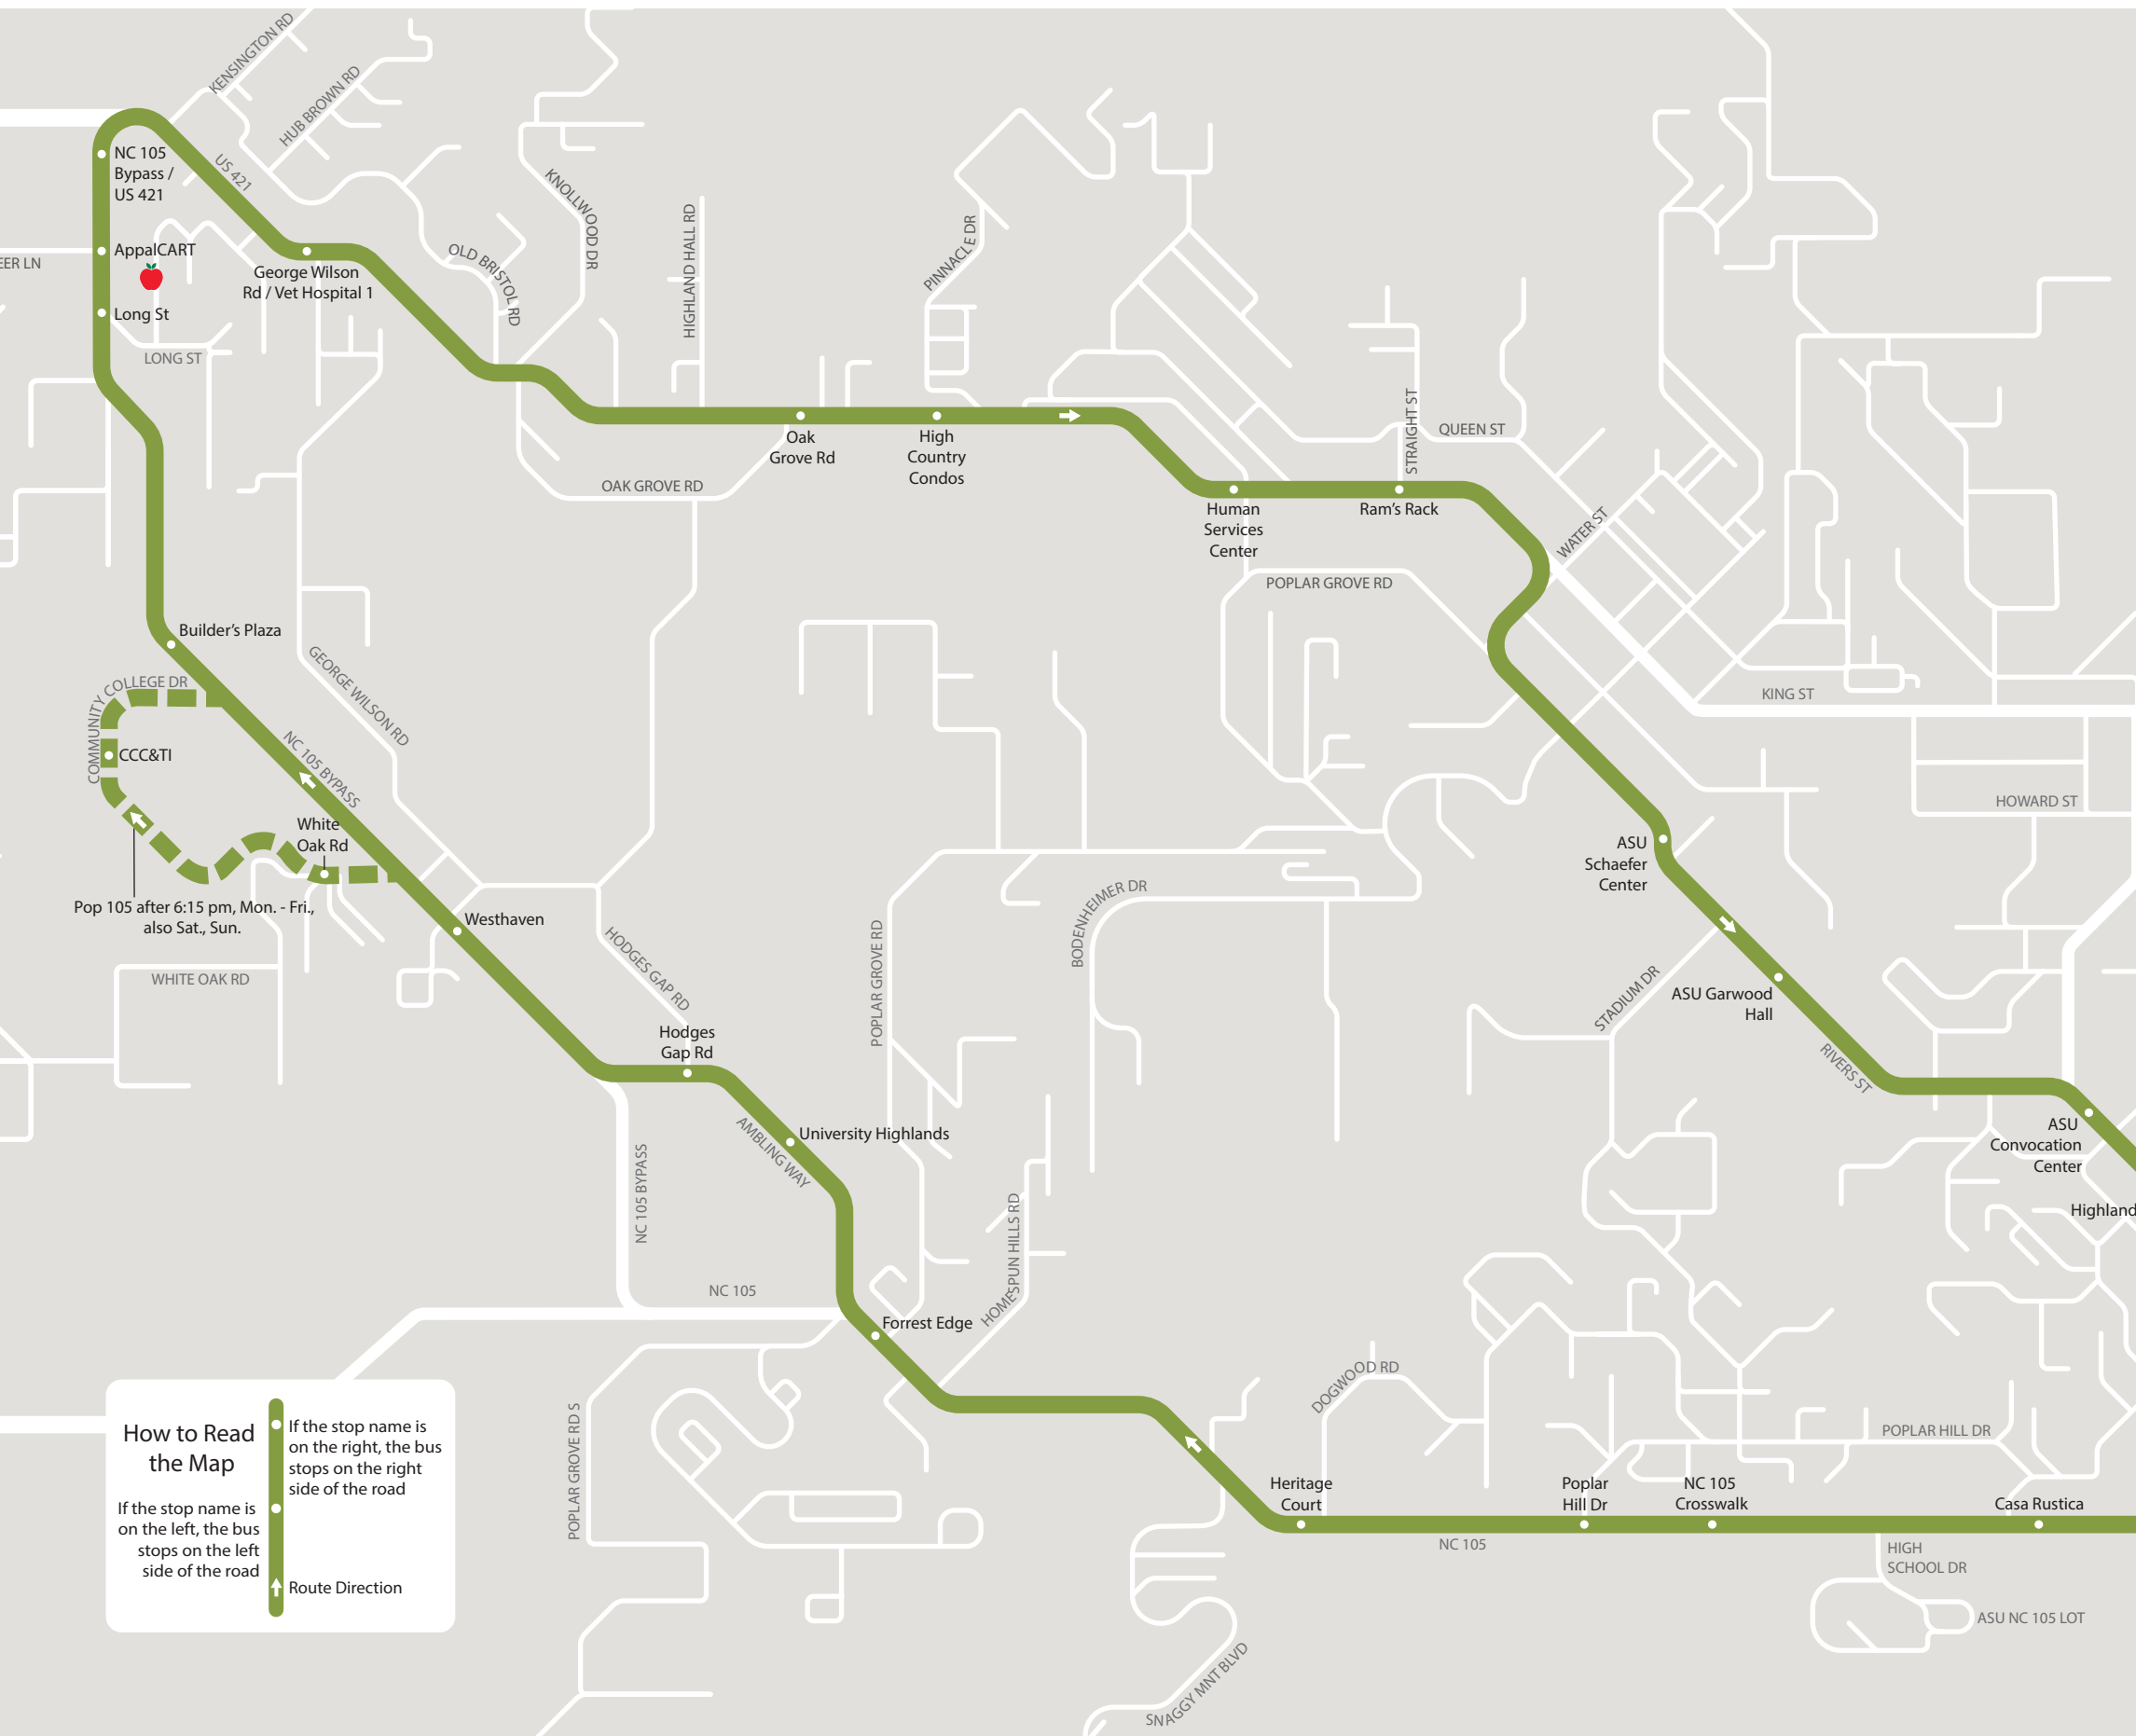 KENSINGTON RD
HUB BROWN RD
US 421
NC 105
Bypass /
US 421
AppalCART
EER LN
Long St
LONG ST
George Wilson
Rd / Vet Hospital 1
OLD BRISTOL RD
KNOLLWOOD DR
HIGHLAND HALL RD
PINNACLE DR
Oak
Grove Rd
High
Country
Condos
OAK GROVE RD
STRAIGHT ST
QUEEN ST
Human
Services
Center
Ram's Rack
WATER ST
POPLAR GROVE RD
KING ST
HOWARD ST
Builder's Plaza
COMMUNITY COLLEGE DR
CCC&TI
GEORGE WILSON RD
NC 105 BYPASS
White
Oak Rd
Pop 105 after 6:15 pm, Mon. - Fri.,
also Sat., Sun.
WHITE OAK RD
Westhaven
HODGES GAP RD
Hodges
Gap Rd
POPLAR GROVE RD
BODENHEIMER DR
ASU
Schaefer
Center
STADIUM DR
ASU Garwood
Hall
RIVERS ST
ASU
Convocation
Center
Highland
University Highlands
AMBLING WAY
NC 105 BYPASS
NC 105
HOMESPUN HILLS RD
Forrest Edge
POPLAR GROVE RD S
DOGWOOD RD
POPLAR HILL DR
Heritage
Court
Poplar
Hill Dr
NC 105
Crosswalk
Casa Rustica
NC 105
HIGH
SCHOOL DR
ASU NC 105 LOT
SNAGGY MNT BLVD
How to Read
the Map
If the stop name is
on the right, the bus
stops on the right
side of the road
If the stop name is
on the left, the bus
stops on the left
side of the road
Route Direction